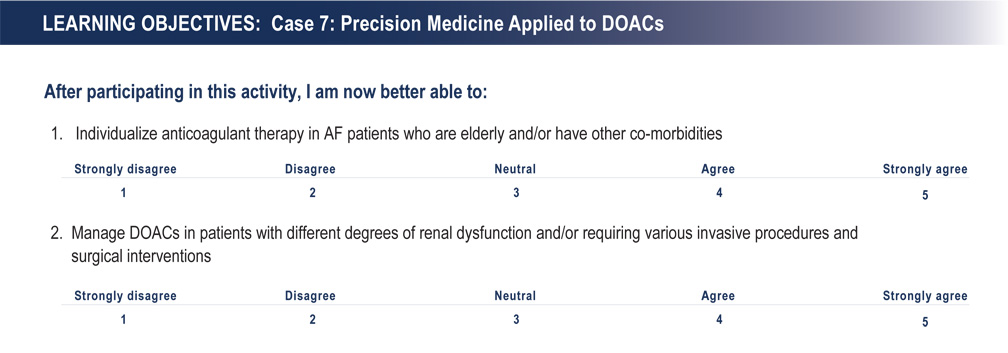 LEARNING OBJECTIVES: Case 7: Precision Medicine Applied to DOACs
After participating in this activity, I am now better able to:
1. Individualize anticoagulant therapy in AF patients who are elderly and/or have other co-morbidities
Strongly disagree Disagree Neutral Agree Strongly agree
1 2 3 4 5
2. Manage DOACs in patients with different degrees of renal dysfunction and/or requiring various invasive procedures and
surgical interventions
Strongly disagree Disagree Neutral Agree Strongly agree
1 2 3 4 5